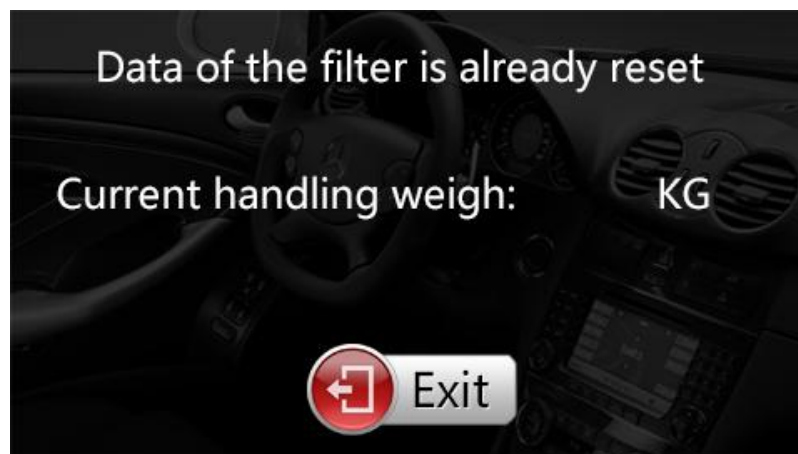 Data of the filter is already reset
Current handling weigh: KG
Exit